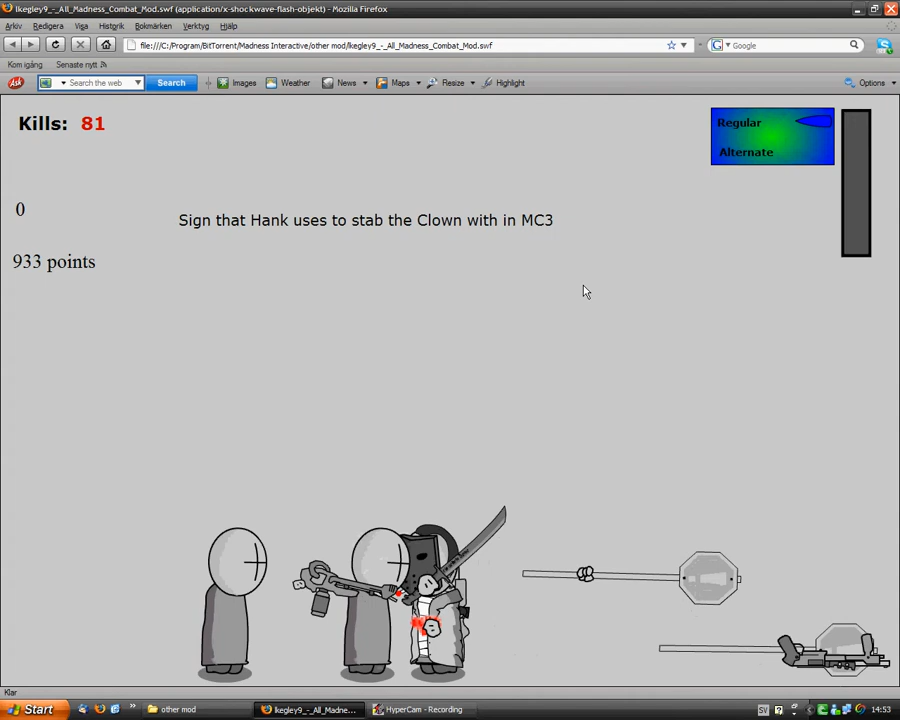 lkegley9_-_All_Madness_Combat_Mod.swf (application/x-shockwave-flash-objekt) - Mozilla Firefox
Arkiv Redigera Visa Historik Bokmärken Verktyg Hjälp
file:///C:/Program/BitTorrent/Madness Interactive/other mod/lkegley9_-_All_Madness_Combat_Mod.swf
G Google
Kom igång Senaste nytt
Ask Search the web Search Images Weather News Maps Resize Highlight Options
Kills: 81
Regular
Alternate
0
Sign that Hank uses to stab the Clown with in MC3
933 points
Klar
Start other mod lkegley9_-_All_Madne... HyperCam - Recording SV 14:53